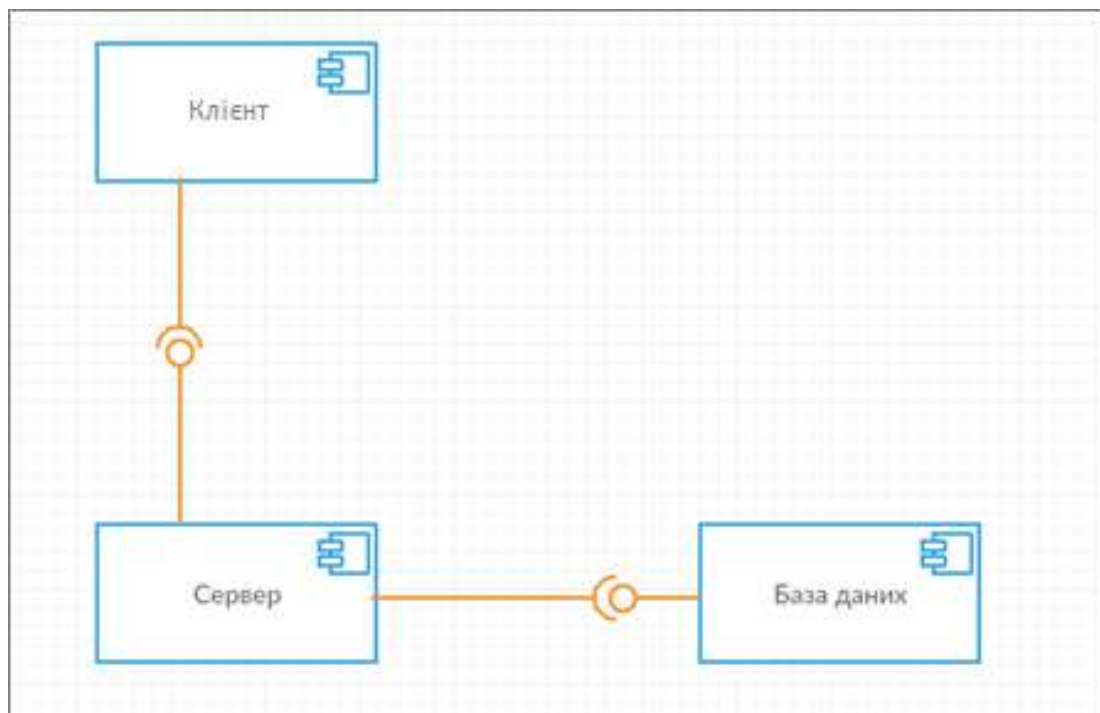 Клієнт
Сервер
База даних